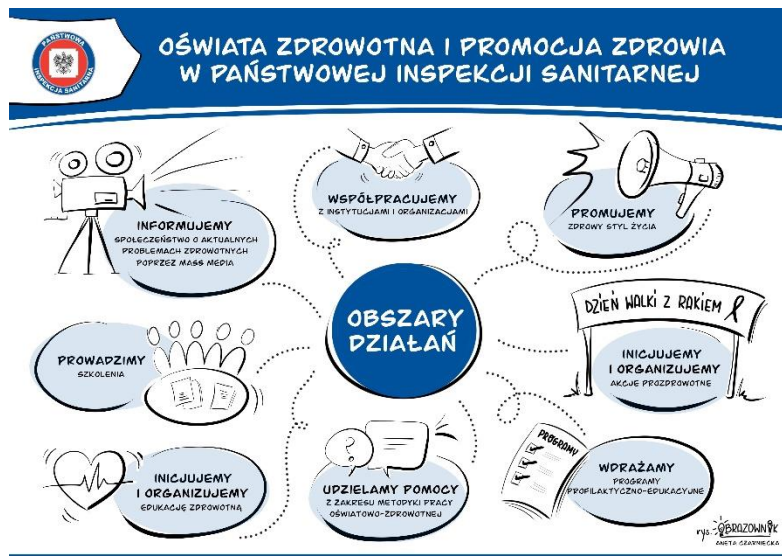 PAŃSTWOWA
INSPEKCJA SANITARNA
OŚWIATA ZDROWOTNA I PROMOCJA ZDROWIA
W PAŃSTWOWEJ INSPEKCJI SANITARNEJ
INFORMUJEMY
SPOŁECZEŃSTWO O AKTUALNYCH
PROBLEMACH ZDROWOTNYCH
POPRZEZ MASS MEDIA
WSPÓŁPRACUJEMY
Z INSTYTUCJAMI I ORGANIZACJAMI
PROMUJEMY
ZDROWY STYL ŻYCIA
OBSZARY
DZIAŁAŃ
PROWADZIMY
SZKOLENIA
DZIEŃ WALKI Z RAKIEM
INICJUJEMY
I ORGANIZUJEMY
AKCJE PROZDROWOTNE
INICJUJEMY
I ORGANIZUJEMY
EDUKACJĘ ZDROWOTNĄ
UDZIELAMY POMOCY
Z ZAKRESU METODYKI PRACY
OŚWIATOWO-ZDROWOTNEJ
PROGRAMY
WDRAŻAMY
PROGRAMY
PROFILAKTYCZNO-EDUKACYJNE
rys. OBRAZOWNIK
ANETA CZARNECKA